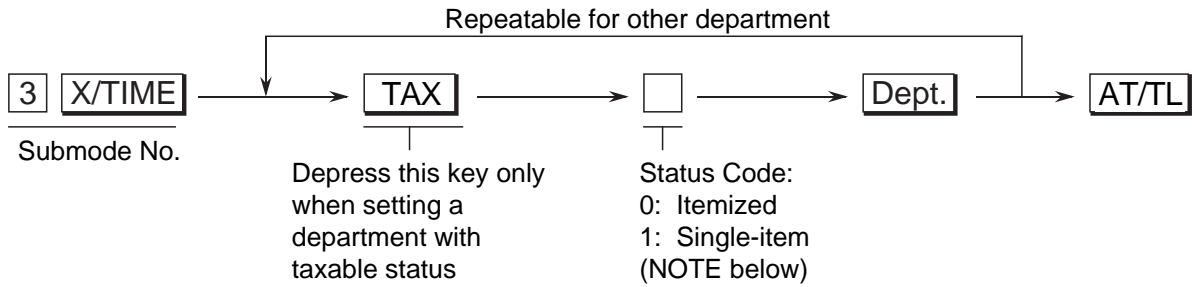 Repeatable for other department
3 X/TIME TAX Dept. AT/TL
Submode No.
Depress this key only
when setting a
department with
taxable status
Status Code:
0: Itemized
1: Single-item
(NOTE below)